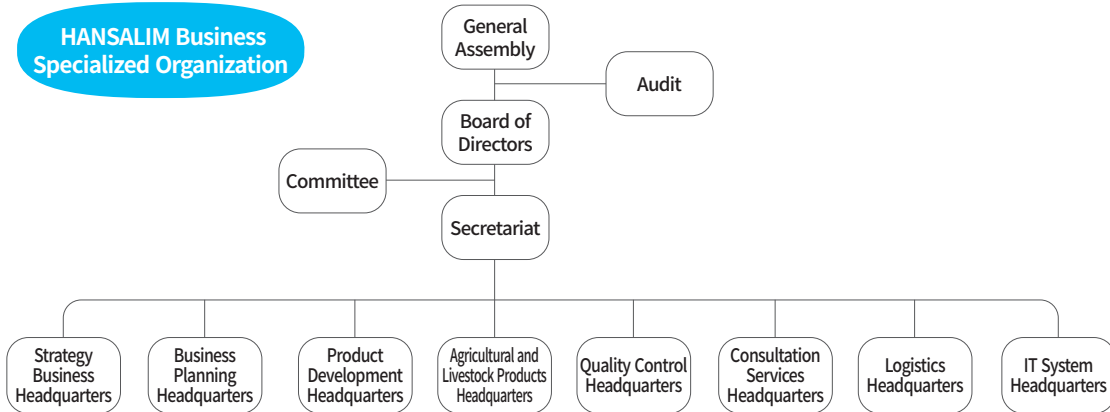 HANSALIM Business
Specialized Organization
General
Assembly
Audit
Board of
Directors
Committee
Secretariat
Strategy
Business
Headquarters
Business
Planning
Headquarters
Product
Development
Headquarters
Agricultural and
Livestock Products
Headquarters
Quality Control
Headquarters
Consultation
Services
Headquarters
Logistics
Headquarters
IT System
Headquarters